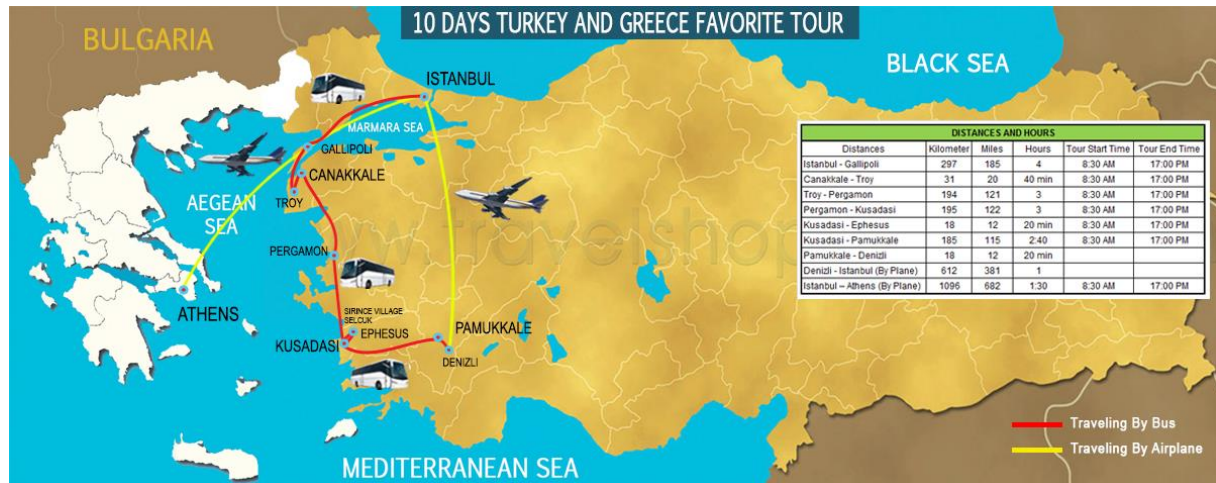 10 DAYS TURKEY AND GREECE FAVORITE TOUR
BULGARIA
BLACK SEA
ISTANBUL
MARMARA SEA
GALLIPOLI
CANAKKALE
TROY
AEGEAN
SEA
PERGAMON
ATHENS
SIRINCE VILLAGE
SELCUK
EPHESUS
KUSADASI
PAMUKKALE
DENIZLI
MEDITERRANEAN SEA
www.travelshop
DISTANCES AND HOURS
Distances Kilometer Miles Hours Tour Start Time Tour End Time
Istanbul - Gallipoli 297 185 4 8:30 AM 17:00 PM
Canakkale - Troy 31 20 40 min 8:30 AM 17:00 PM
Troy - Pergamon 194 121 3 8:30 AM 17:00 PM
Pergamon - Kusadasi 195 122 3 8:30 AM 17:00 PM
Kusadasi - Ephesus 18 12 20 min 8:30 AM 17:00 PM
Kusadasi - Pamukkale 185 115 2:40 8:30 AM 17:00 PM
Pamukkale - Denizli 18 12 20 min
Denizli - Istanbul (By Plane) 612 381 1
Istanbul – Athens (By Plane) 1096 682 1:30 8:30 AM 17:00 PM
Traveling By Bus
Traveling By Airplane